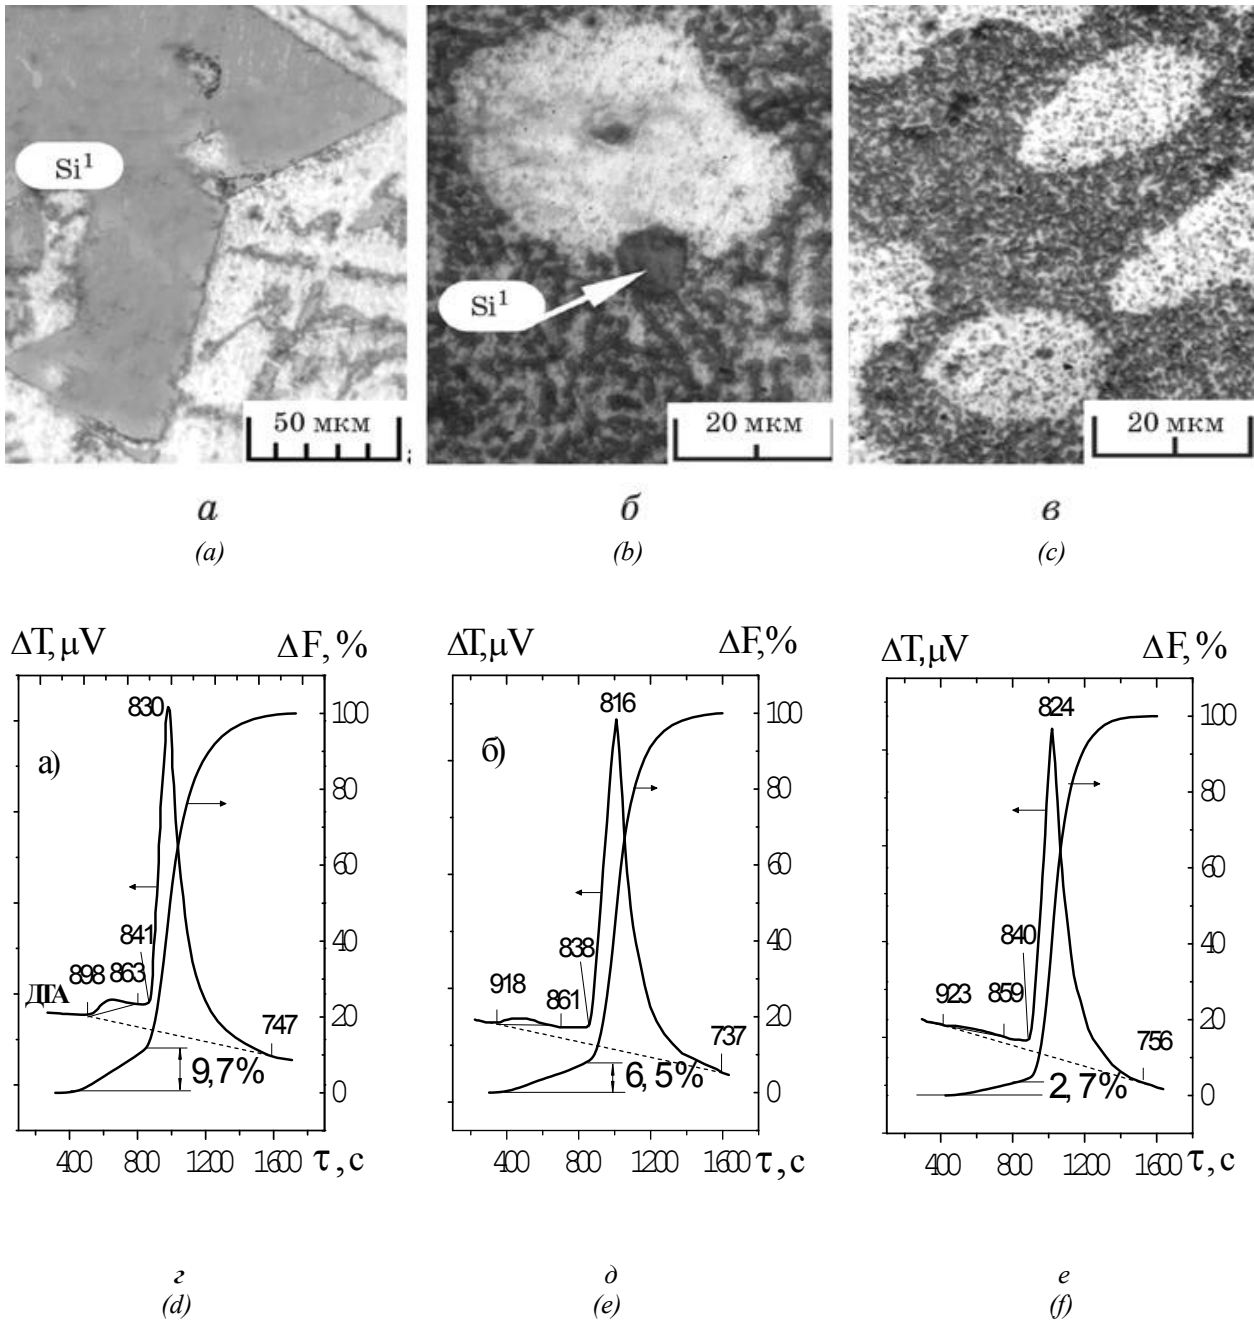 Si¹
50 мкм
Si¹
20 мкм
20 мкм
а
б
в
(a)
(b)
(c)
ΔT,μV
ΔF, %
830
а)
841
898
863
ДТА
747
9,7%
100
80
60
40
20
0
400
800
1200
1600
τ, с
ΔT,μV
ΔF,%
816
б)
838
918
861
737
6,5%
100
80
60
40
20
0
400
800
1200
1600
τ, с
ΔT,μV
ΔF, %
824
840
923
859
756
2,7%
100
80
60
40
20
0
400
800
1200
1600
τ, с
г
д
е
(d)
(e)
(f)